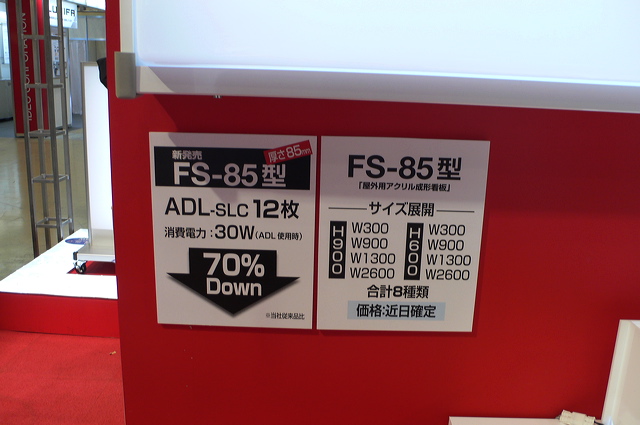 新発売
厚さ85mm
FS-85型
ADL-SLC 12枚
消費電力：30W(ADL使用時)
70%
Down
※当社従来品比
FS-85型
「屋外用アクリル成形看板」
サイズ展開
H900
W300
W900
W1300
W2600
H600
W300
W900
W1300
W2600
合計8種類
価格:近日確定